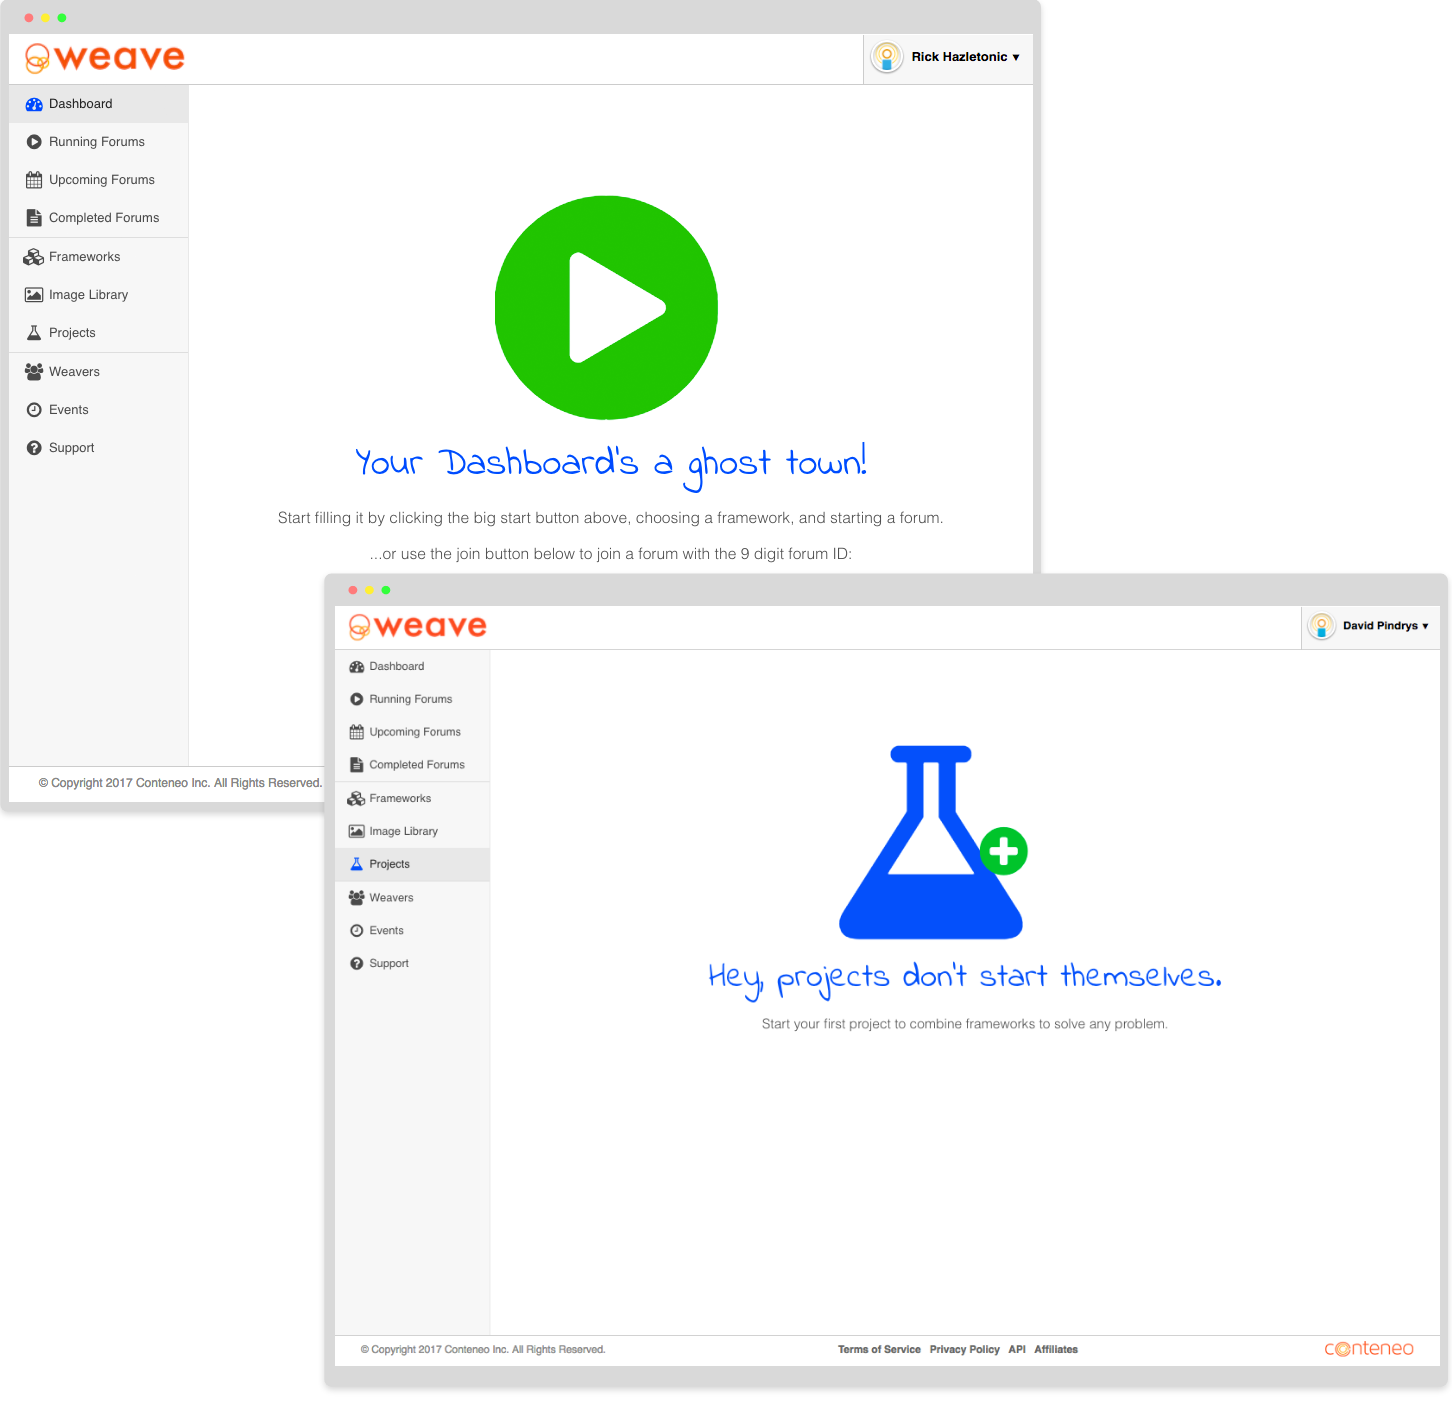 weave
Rick Hazletonic ▾
Dashboard
Running Forums
Upcoming Forums
Completed Forums
Frameworks
Image Library
Projects
Weavers
Events
Support
Your Dashboard's a ghost town!
Start filling it by clicking the big start button above, choosing a framework, and starting a forum.
...or use the join button below to join a forum with the 9 digit forum ID:
© Copyright 2017 Conteneo Inc. All Rights Reserved.
weave
David Pindrys ▾
Dashboard
Running Forums
Upcoming Forums
Completed Forums
Frameworks
Image Library
Projects
Weavers
Events
Support
Hey, projects don't start themselves.
Start your first project to combine frameworks to solve any problem.
© Copyright 2017 Conteneo Inc. All Rights Reserved.
Terms of Service Privacy Policy API Affiliates
conteneo